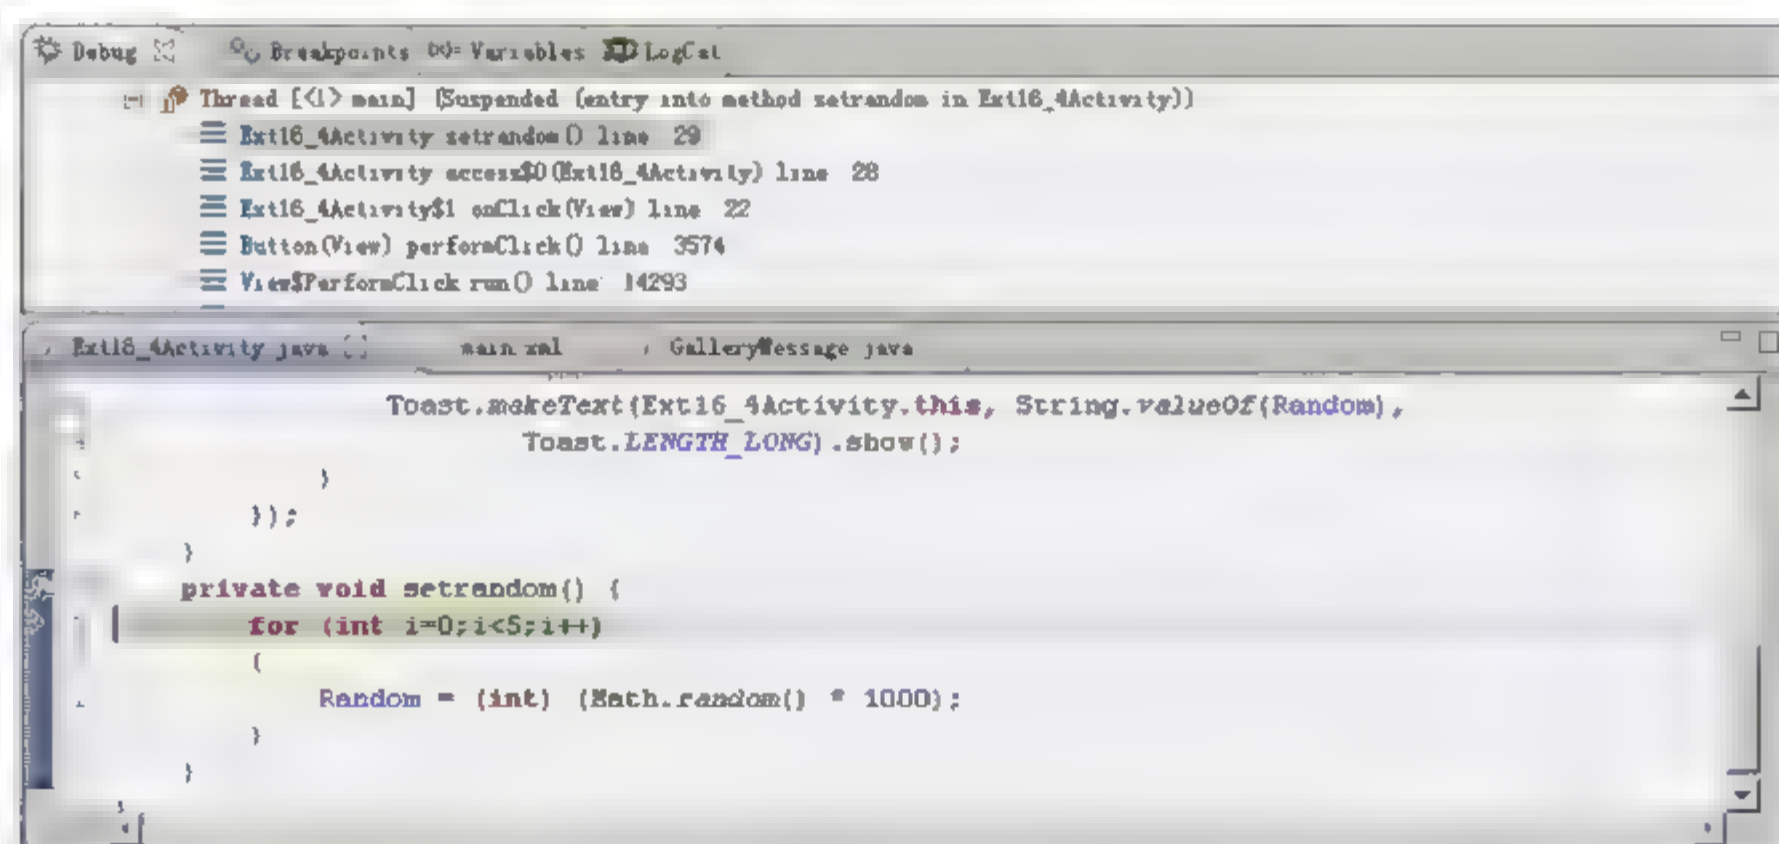 Debug Breakpoints (x)= Variables LogCat
Thread [<1> main] (Suspended (entry into method setrandom in Ext16_4Activity))
Ext16_4Activity setrandom() line 29
Ext16_4Activity access$0(Ext16_4Activity) line 28
Ext16_4Activity$1 onClick(View) line 22
Button(View) performClick() line 3574
View$PerformClick run() line 14293
Ext16_4Activity java main xml GalleryMessage java
Toast.makeText(Ext16_4Activity.this, String.valueOf(Random),
Toast.LENGTH_LONG).show();
}
});
}
private void setrandom() {
for (int i=0;i<5;i++)
{
Random = (int) (Math.random() * 1000);
}
}
}